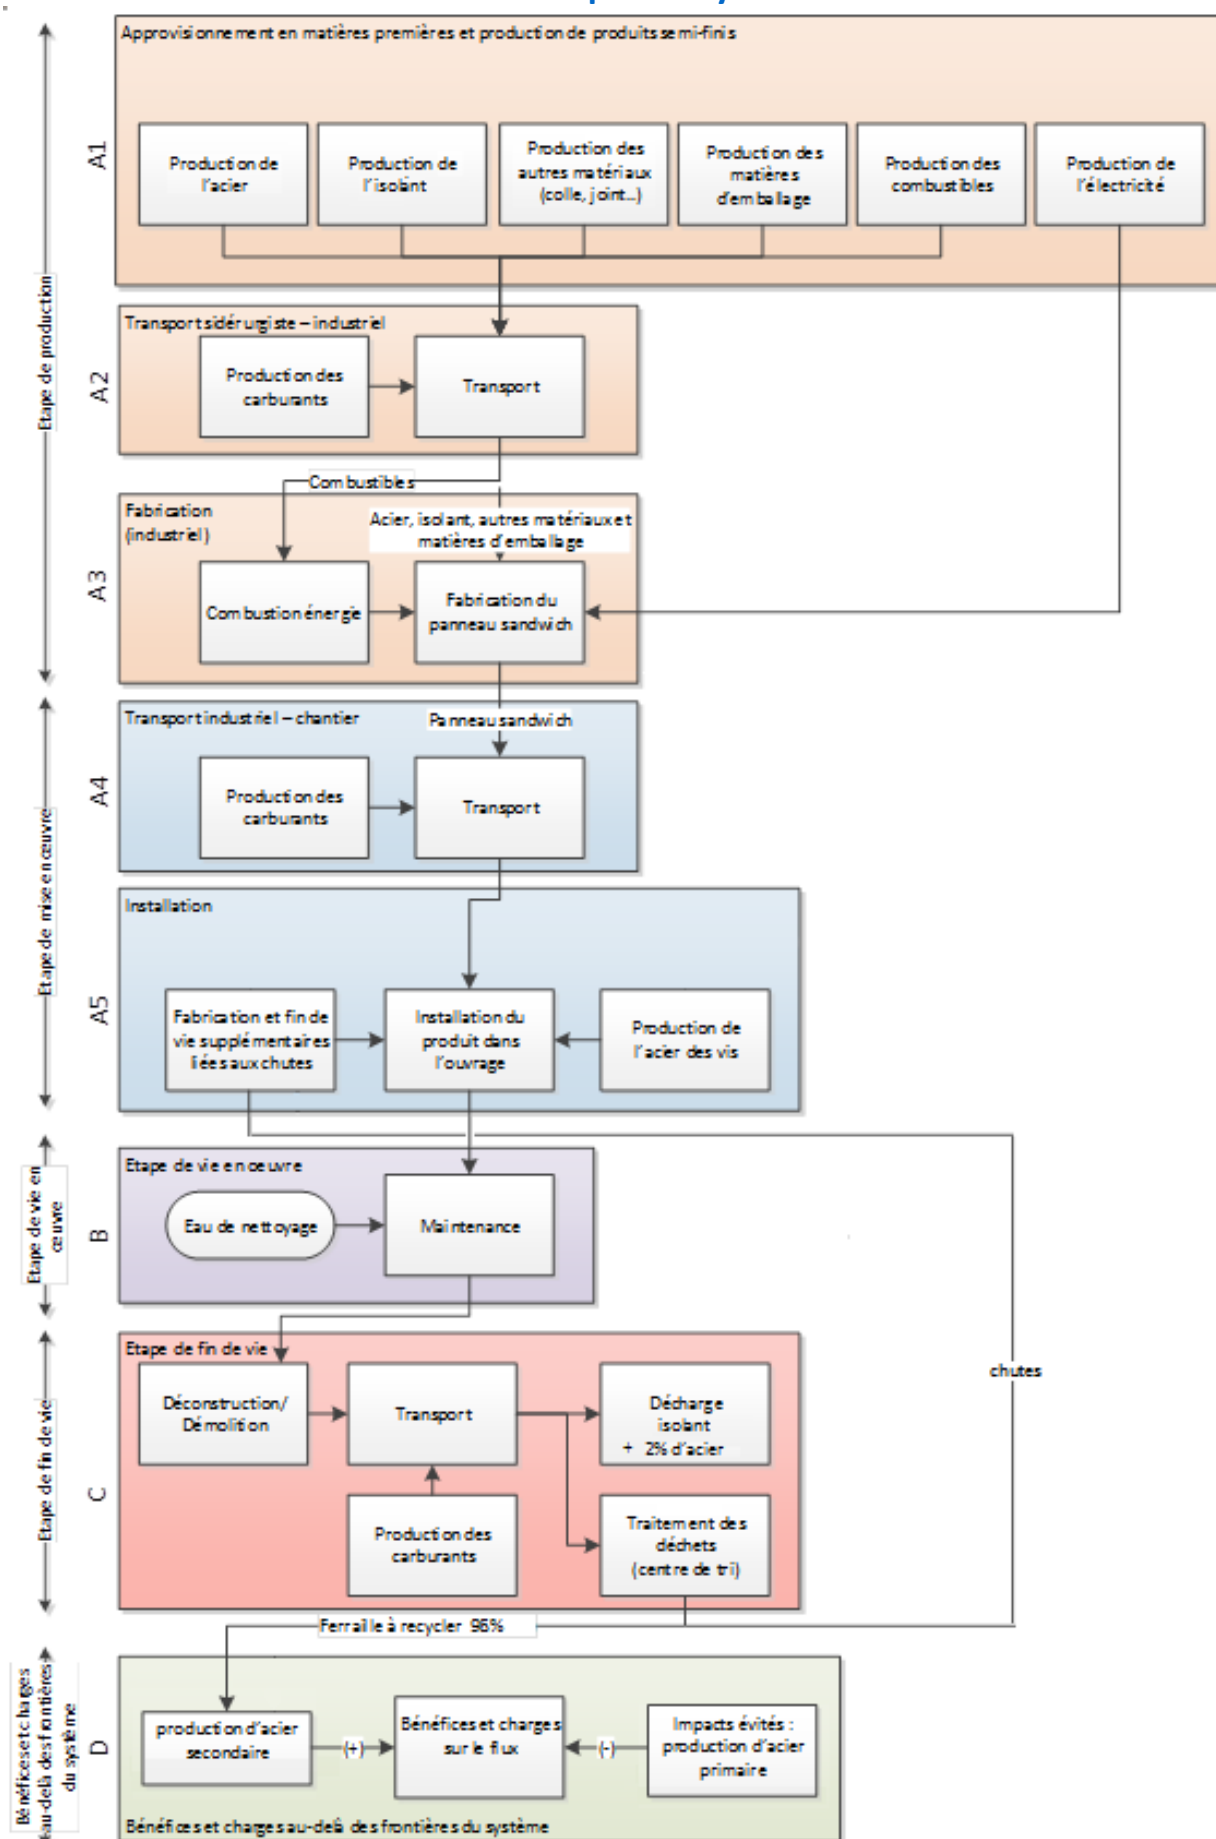 Approvisionnement en matières premières et production de produits semi-finis
A1
Production de
l'acier
Production de
l'isolant
Production des
autres matériaux
(colle, joint...)
Production des
matières
d'emballage
Production des
combustibles
Production de
l'électricité
Etape de production
Transport sidérurgiste – industriel
A2
Production des
carburants
Transport
Combustibles
Fabrication
(industriel)
Acier, isolant, autres matériaux et
matières d'emballage
A3
Combustion énergie
Fabrication du
panneau sandwich
Transport industriel – chantier
Panneau sandwich
A4
Production des
carburants
Transport
Etape de mise en œuvre
Installation
A5
Fabrication et fin de
vie supplémentaires
liées aux chutes
Installation du
produit dans
l'ouvrage
Production de
l'acier des vis
Etape de vie en
œuvre
B
Etape de vie en oeuvre
Eau de nettoyage
Maintenance
Etape de fin de vie
C
Etape de fin de vie
Déconstruction/
Démolition
Transport
Décharge
isolant
+ 2% d'acier
chutes
Production des
carburants
Traitement des
déchets
(centre de tri)
Ferraille à recycler 98%
Bénéfices et charges
au-delà des frontières
du système
D
production d'acier
secondaire
(+)
Bénéfices et charges
sur le flux
(-)
Impacts évités :
production d'acier
primaire
Bénéfices et charges au-delà des frontières du système